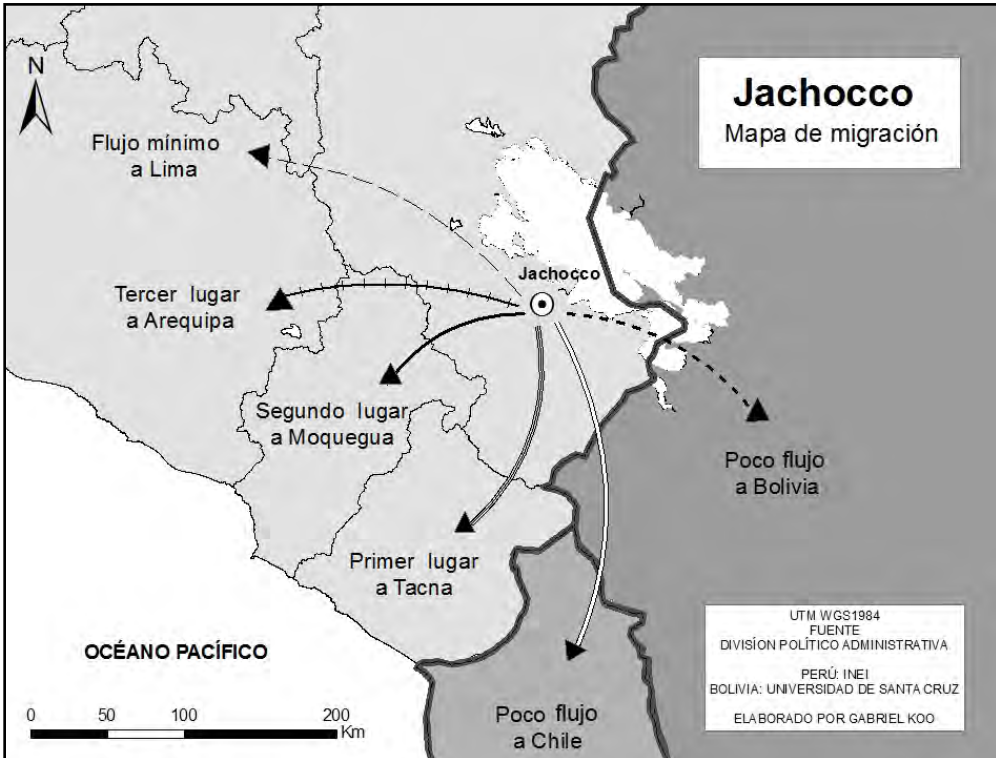 Jachocco
Mapa de migración
N
Flujo mínimo
a Lima
Jachocco
Tercer lugar
a Arequipa
Segundo lugar
a Moquegua
Poco flujo
a Bolivia
Primer lugar
a Tacna
OCÉANO PACÍFICO
0 50 100 200
Km
Poco flujo
a Chile
UTM WGS1984
FUENTE
DIVISÍON POLÍTICO ADMINISTRATIVA
PERÚ: INEI
BOLIVIA: UNIVERSIDAD DE SANTA CRUZ
ELABORADO POR GABRIEL KOO